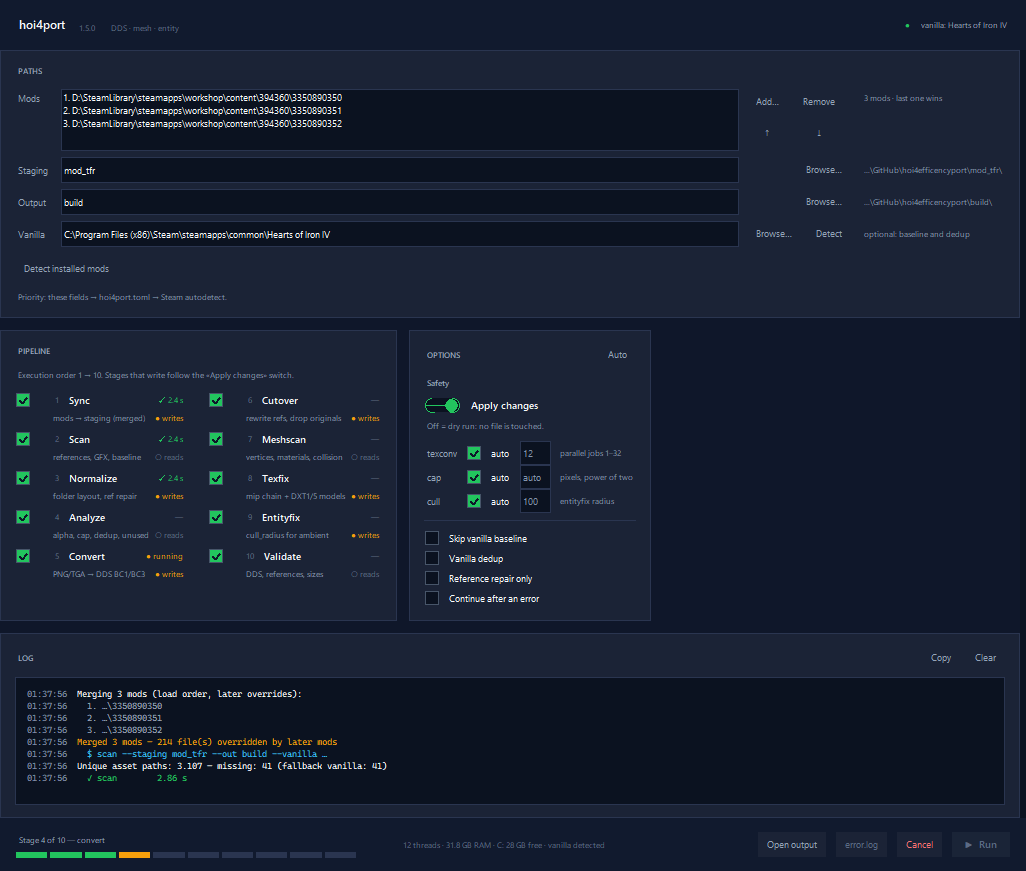 hoi4port 1.5.0 DDS · mesh · entity
● vanilla: Hearts of Iron IV
PATHS
Mods
1. D:\SteamLibrary\steamapps\workshop\content\394360\3350890350
2. D:\SteamLibrary\steamapps\workshop\content\394360\3350890351
3. D:\SteamLibrary\steamapps\workshop\content\394360\3350890352
Add... Remove 3 mods · last one wins
↑ ↓
Staging mod_tfr Browse... ...\GitHub\hoi4efficencyport\mod_tfr\
Output build Browse... ...\GitHub\hoi4efficencyport\build\
Vanilla C:\Program Files (x86)\Steam\steamapps\common\Hearts of Iron IV Browse... Detect optional: baseline and dedup
Detect installed mods
Priority: these fields → hoi4port.toml → Steam autodetect.
PIPELINE
Execution order 1 → 10. Stages that write follow the «Apply changes» switch.
1 Sync ✓ 2.4 s
mods → staging (merged) ● writes
2 Scan ✓ 2.4 s
references, GFX, baseline ○ reads
3 Normalize ✓ 2.4 s
folder layout, ref repair ● writes
4 Analyze —
alpha, cap, dedup, unused ○ reads
5 Convert ● running
PNG/TGA → DDS BC1/BC3 ● writes
6 Cutover —
rewrite refs, drop originals ● writes
7 Meshscan —
vertices, materials, collision ○ reads
8 Texfix —
mip chain + DXT1/5 models ● writes
9 Entityfix —
cull_radius for ambient ● writes
10 Validate —
DDS, references, sizes ○ reads
OPTIONS Auto
Safety
Apply changes
Off = dry run: no file is touched.
texconv auto 12 parallel jobs 1–32
cap auto auto pixels, power of two
cull auto 100 entityfix radius
Skip vanilla baseline
Vanilla dedup
Reference repair only
Continue after an error
LOG Copy Clear
01:37:56 Merging 3 mods (load order, later overrides):
01:37:56 1. …\3350890350
01:37:56 2. …\3350890351
01:37:56 3. …\3350890352
01:37:56 Merged 3 mods — 214 file(s) overridden by later mods
01:37:56 $ scan --staging mod_tfr --out build --vanilla …
01:37:56 Unique asset paths: 3.107 — missing: 41 (fallback vanilla: 41)
01:37:56 ✓ scan 2.86 s
Stage 4 of 10 — convert
12 threads · 31.8 GB RAM · C: 28 GB free · vanilla detected
Open output error.log Cancel ▶ Run